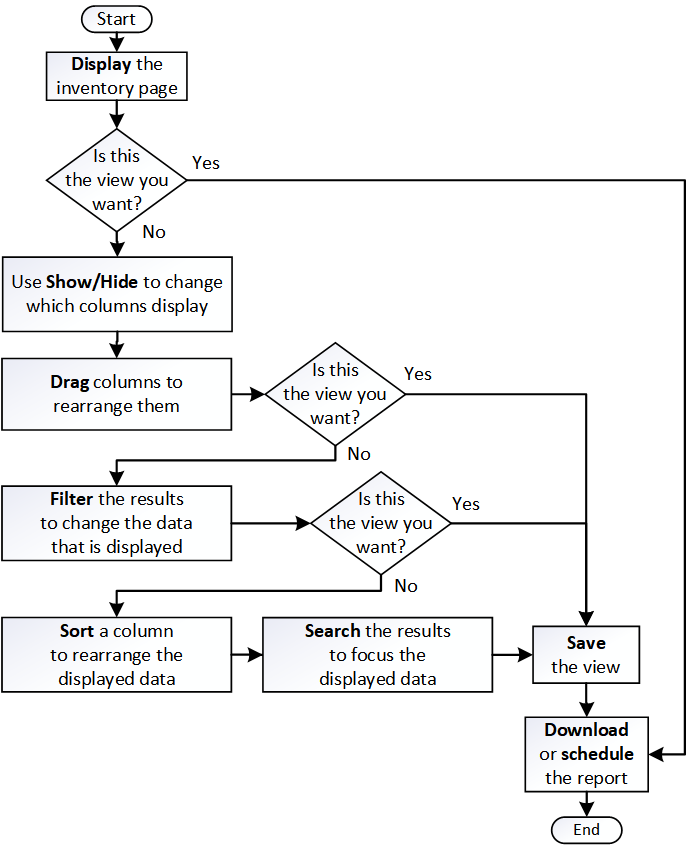 Start
Display the
inventory page
Is this
the view you
want?
Yes
No
Use Show/Hide to change
which columns display
Drag columns to
rearrange them
Is this
the view you
want?
Yes
No
Filter the results
to change the data
that is displayed
Is this
the view you
want?
Yes
No
Sort a column
to rearrange the
displayed data
Search the results
to focus the
displayed data
Save
the view
Download
or schedule
the report
End